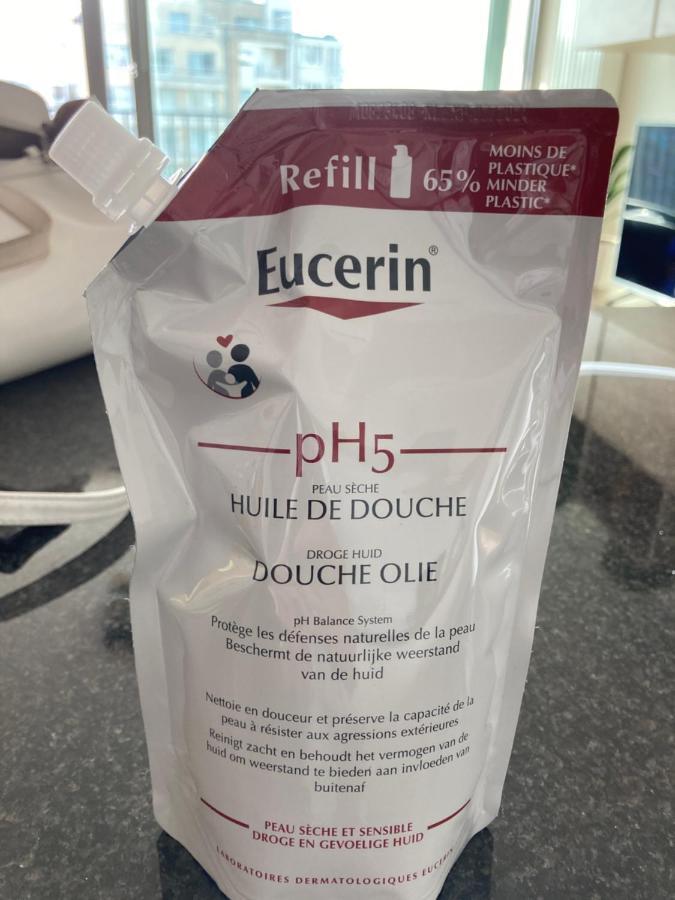 Refill
65%
MOINS DE
PLASTIQUE*
MINDER
PLASTIC*
Eucerin®
pH5
PEAU SÈCHE
HUILE DE DOUCHE
DROGE HUID
DOUCHE OLIE
pH Balance System
Protège les défenses naturelles de la peau
Beschermt de natuurlijke weerstand
van de huid
Nettoie en douceur et préserve la capacité de la
peau à résister aux agressions extérieures
Reinigt zacht en behoudt het vermogen van de
huid om weerstand te bieden aan invloeden van
buitenaf
PEAU SÈCHE ET SENSIBLE
DROGE EN GEVOELIGE HUID
LABORATOIRES DERMATOLOGIQUES EUCERIN